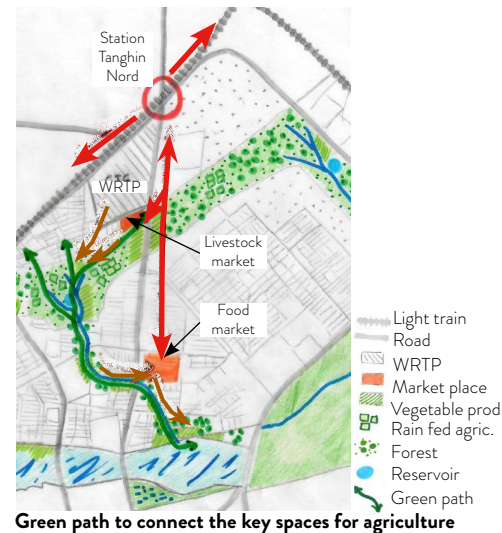 Station
Tanghin
Nord
WRTP
Livestock
market
Food
market
Light train
Road
WRTP
Market place
Vegetable prod
Rain fed agric.
Forest
Reservoir
Green path
Green path to connect the key spaces for agriculture